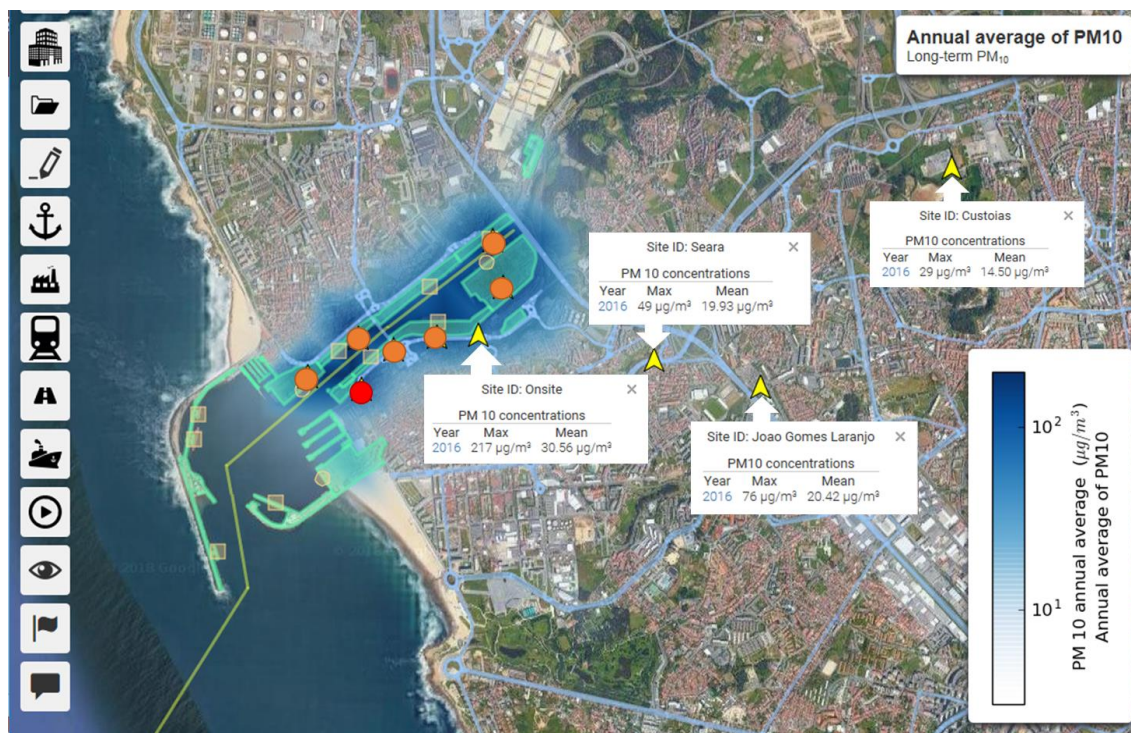 Annual average of PM10
Long-term PM₁₀
Site ID: Custoias ×
PM10 concentrations
Year Max Mean
2016 29 µg/m³ 14.50 µg/m³
Site ID: Seara ×
PM 10 concentrations
Year Max Mean
2016 49 µg/m³ 19.93 µg/m³
Site ID: Onsite ×
PM 10 concentrations
Year Max Mean
2016 217 µg/m³ 30.56 µg/m³
Site ID: Joao Gomes Laranjo ×
PM10 concentrations
Year Max Mean
2016 76 µg/m³ 20.42 µg/m³
10²
10¹
PM 10 annual average (µg/m³)
Annual average of PM10